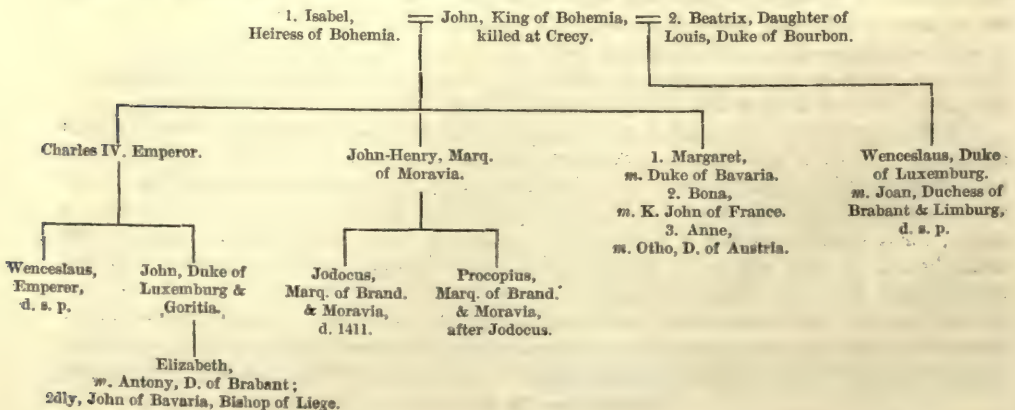 1. Isabel,
Heiress of Bohemia.
John, King of Bohemia,
killed at Crecy.
2. Beatrix, Daughter of
Louis, Duke of Bourbon.
Charles IV. Emperor.
John-Henry, Marq.
of Moravia.
1. Margaret,
m. Duke of Bavaria.
2. Bona,
m. K. John of France.
3. Anne,
m. Otho, D. of Austria.
Wenceslaus, Duke
of Luxemburg.
m. Joan, Duchess of
Brabant & Limburg,
d. s. p.
Wenceslaus,
Emperer,
d. s. p.
John, Duke of
Luxemburg &
Goritia.
Jodocus,
Marq. of Brand.
& Moravia,
d. 1411.
Procopius,
Marq. of Brand.
& Moravia,
after Jodocus.
Elizabeth,
m. Antony, D. of Brabant;
2dly, John of Bavaria, Bishop of Liege.